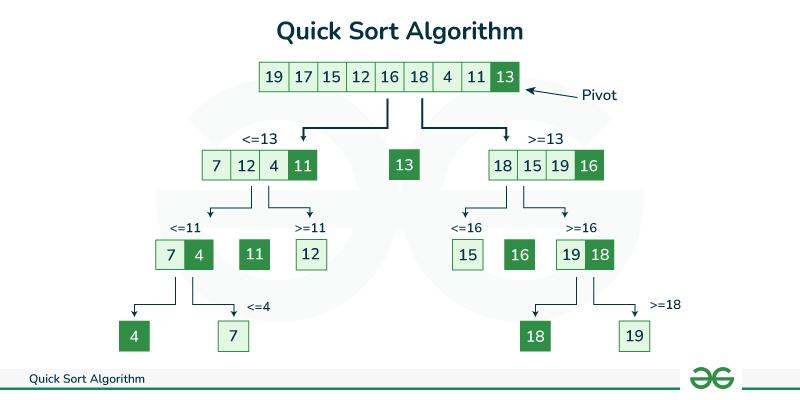 Quick Sort Algorithm
19 17 15 12 16 18 4 11 13
Pivot
<=13 >=13
7 12 4 11 13 18 15 19 16
<=11 >=11 <=16 >=16
7 4 11 12 15 16 19 18
<=4 >=18
4 7 18 19
Quick Sort Algorithm